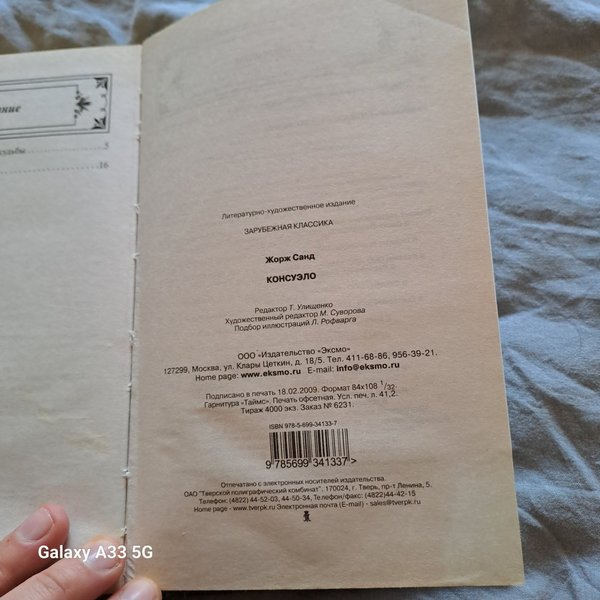 ение
судьбы 5
16
Литературно-художественное издание
ЗАРУБЕЖНАЯ КЛАССИКА
Жорж Санд
КОНСУЭЛО
Редактор Т. Улищенко
Художественный редактор М. Суворова
Подбор иллюстраций Л. Рофварга
ООО «Издательство «Эксмо»
127299, Москва, ул. Клары Цеткин, д. 18/5. Тел. 411-68-86, 956-39-21.
Home page: www.eksmo.ru E-mail: info@eksmo.ru
Подписано в печать 18.02.2009. Формат 84x108 1/32.
Гарнитура «Таймс». Печать офсетная. Усл. печ. л. 41,2.
Тираж 4000 экз. Заказ № 6231.
ISBN 978-5-699-34133-7
9 785699 341337 >
Отпечатано с электронных носителей издательства.
ОАО "Тверской полиграфический комбинат". 170024, г. Тверь, пр-т Ленина, 5.
Телефон: (4822) 44-52-03, 44-50-34, Телефон/факс: (4822)44-42-15
Home page - www.tverpk.ru Электронная почта (E-mail) - sales@tverpk.ru
Galaxy A33 5G